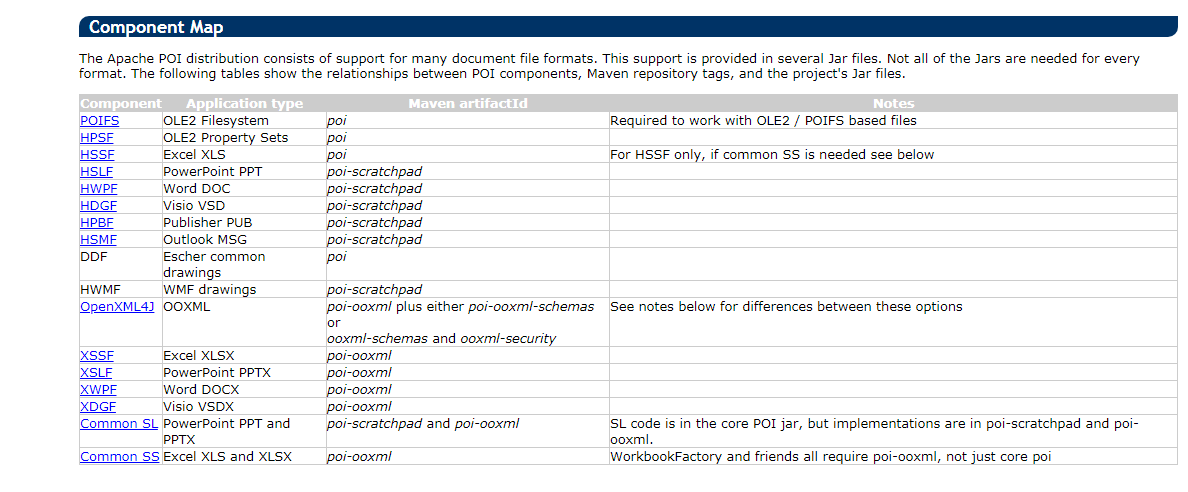 Component Map
The Apache POI distribution consists of support for many document file formats. This support is provided in several Jar files. Not all of the Jars are needed for every
format. The following tables show the relationships between POI components, Maven repository tags, and the project's Jar files.
Component Application type Maven artifactId Notes
POIFS OLE2 Filesystem poi Required to work with OLE2 / POIFS based files
HPSF OLE2 Property Sets poi
HSSF Excel XLS poi For HSSF only, if common SS is needed see below
HSLF PowerPoint PPT poi-scratchpad
HWPF Word DOC poi-scratchpad
HDGF Visio VSD poi-scratchpad
HPBF Publisher PUB poi-scratchpad
HSMF Outlook MSG poi-scratchpad
DDF Escher common poi
drawings
HWMF WMF drawings poi-scratchpad
OpenXML4J OOXML poi-ooxml plus either poi-ooxml-schemas See notes below for differences between these options
or
ooxml-schemas and ooxml-security
XSSF Excel XLSX poi-ooxml
XSLF PowerPoint PPTX poi-ooxml
XWPF Word DOCX poi-ooxml
XDGF Visio VSDX poi-ooxml
Common SL PowerPoint PPT and poi-scratchpad and poi-ooxml SL code is in the core POI jar, but implementations are in poi-scratchpad and poi-
PPTX ooxml.
Common SS Excel XLS and XLSX poi-ooxml WorkbookFactory and friends all require poi-ooxml, not just core poi